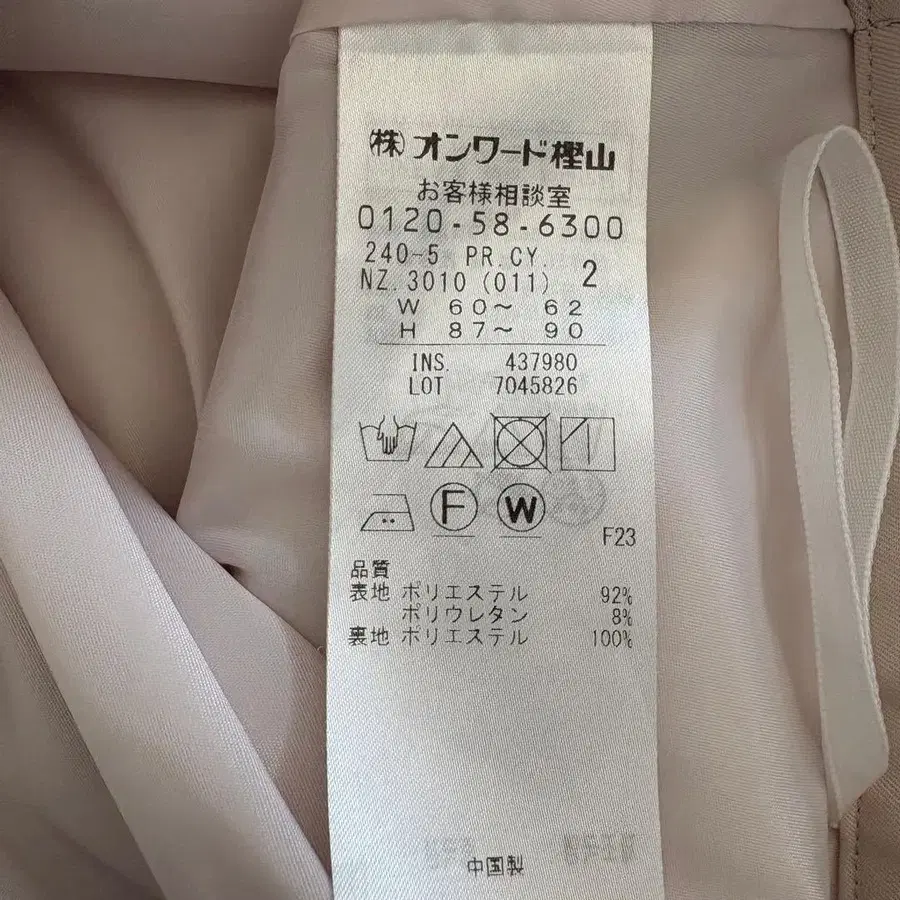 (株)オンワード樫山
お客様相談室
0120-58-6300
240-5 PR.CY.
NZ.3010 (011) 2
W 60〜 62
H 87〜 90
INS. 437980
LOT 7045826
F
W
F23
品質
表地 ポリエステル 92%
ポリウレタン 8%
裏地 ポリエステル 100%
中国製